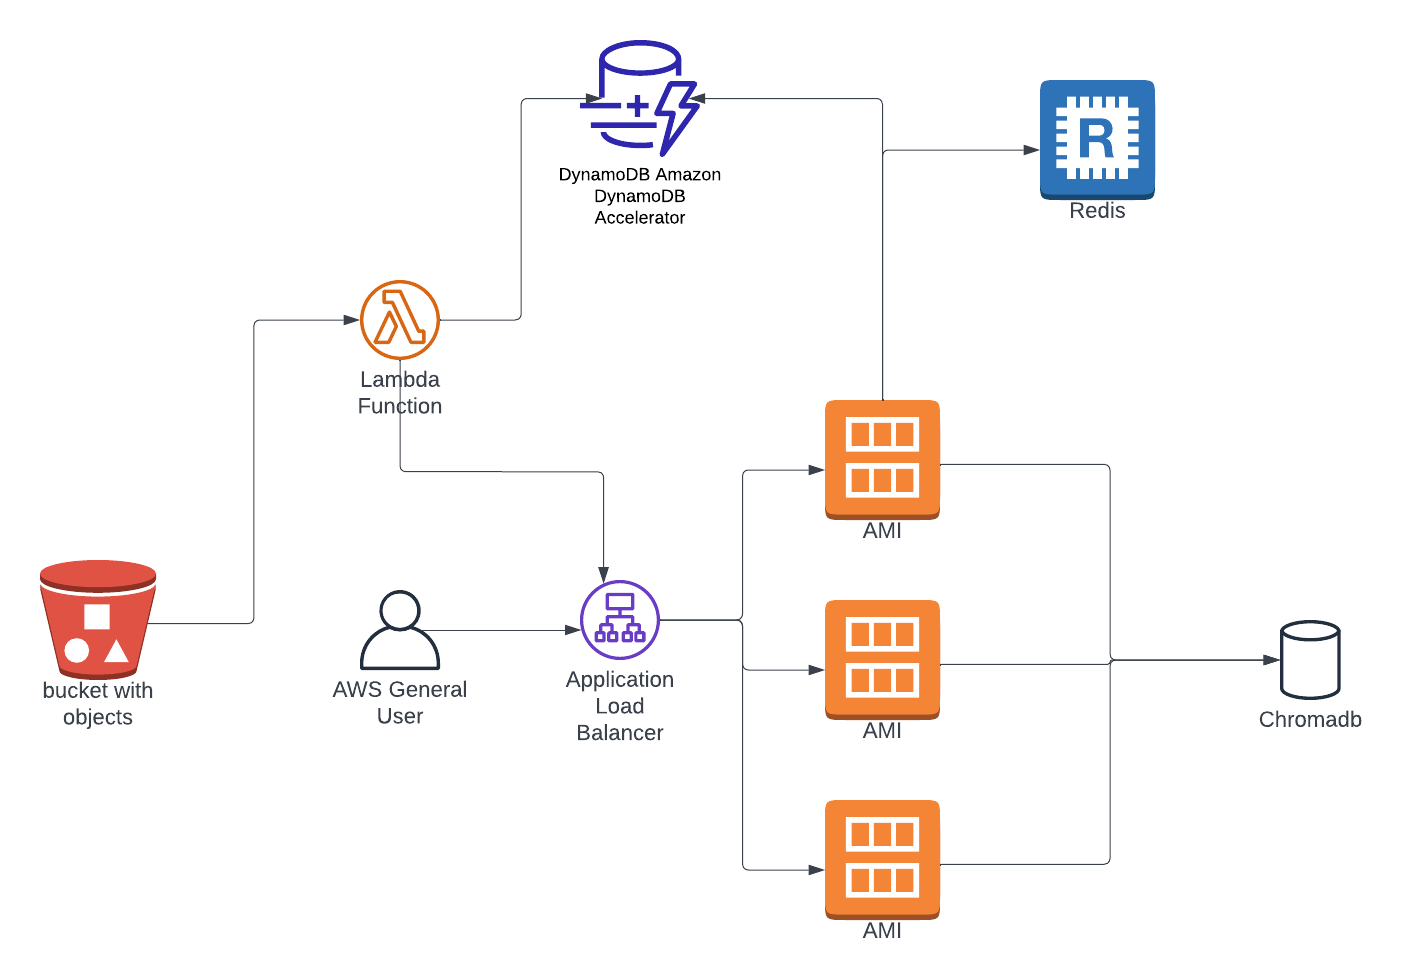 DynamoDB Amazon
DynamoDB
Accelerator
R
Redis
Lambda
Function
AMI
bucket with
objects
AWS General
User
Application
Load
Balancer
AMI
Chromadb
AMI